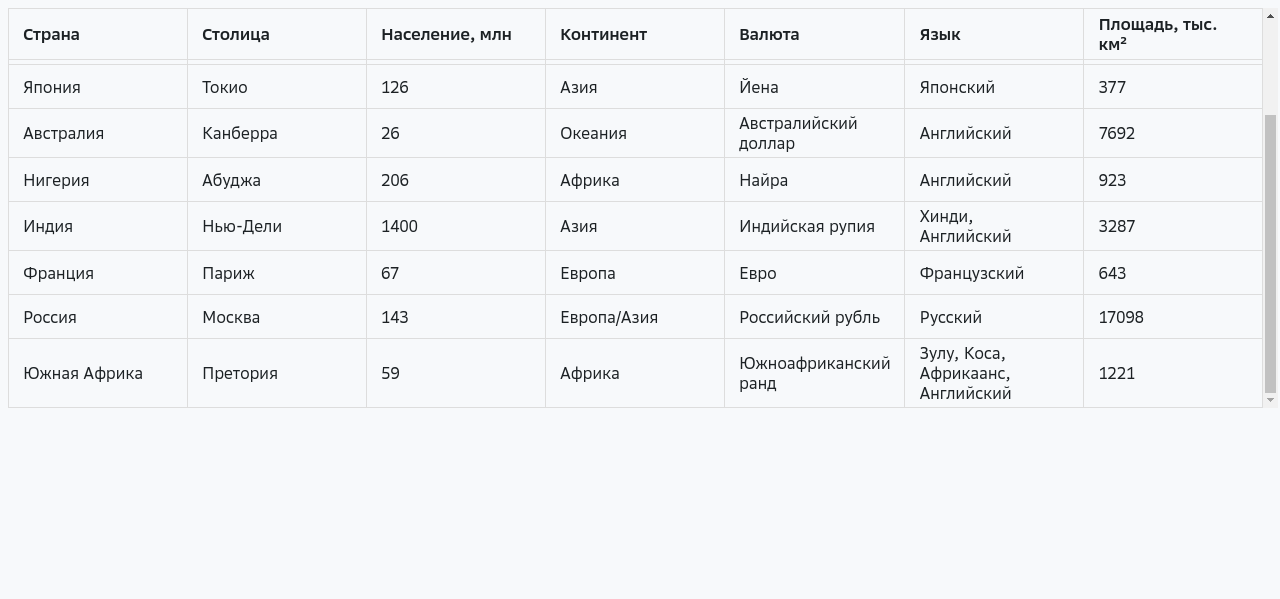 Страна Столица Население, млн Континент Валюта Язык Площадь, тыс. км²
Япония Токио 126 Азия Йена Японский 377
Австралия Канберра 26 Океания Австралийский доллар Английский 7692
Нигерия Абуджа 206 Африка Найра Английский 923
Индия Нью-Дели 1400 Азия Индийская рупия Хинди, Английский 3287
Франция Париж 67 Европа Евро Французский 643
Россия Москва 143 Европа/Азия Российский рубль Русский 17098
Южная Африка Претория 59 Африка Южноафриканский ранд Зулу, Коса, Африкаанс, Английский 1221